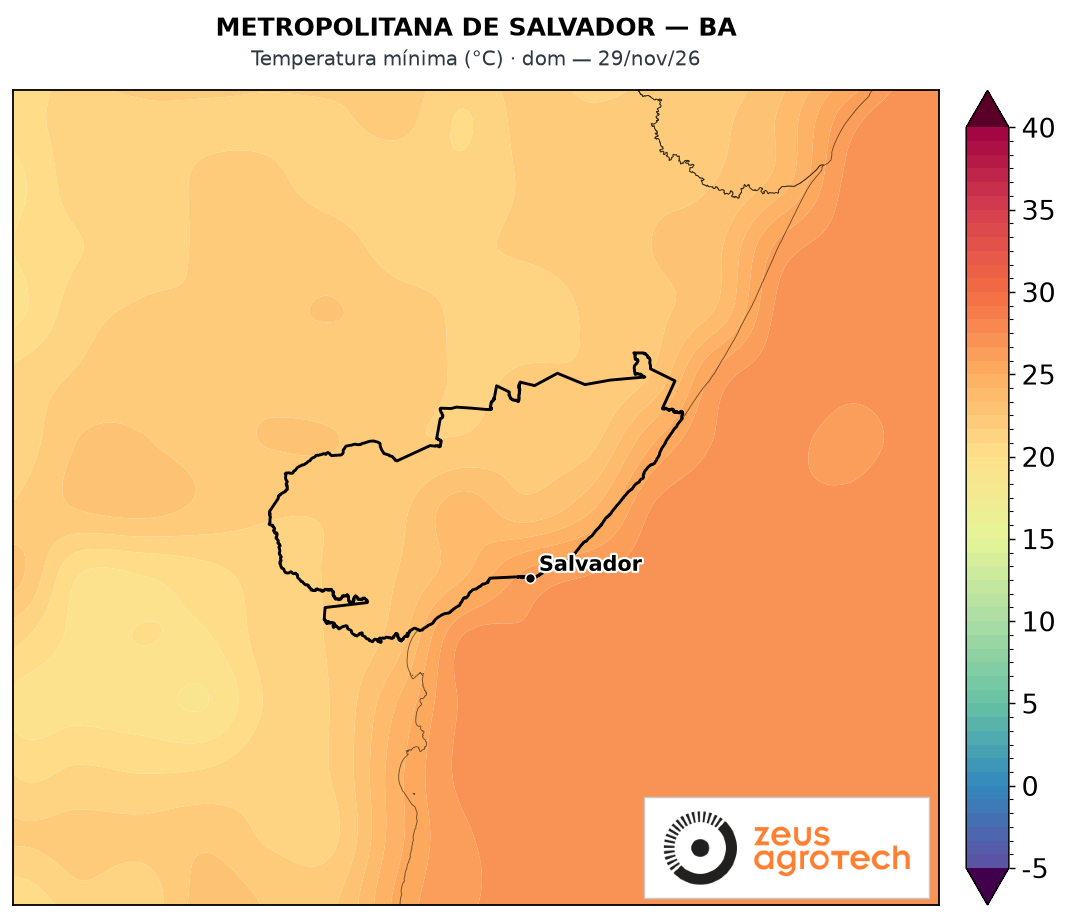 METROPOLITANA DE SALVADOR — BA
Temperatura mínima (°C) · dom — 29/nov/26
40
35
30
25
20
15
10
5
0
-5
Salvador
zeus
agrotech